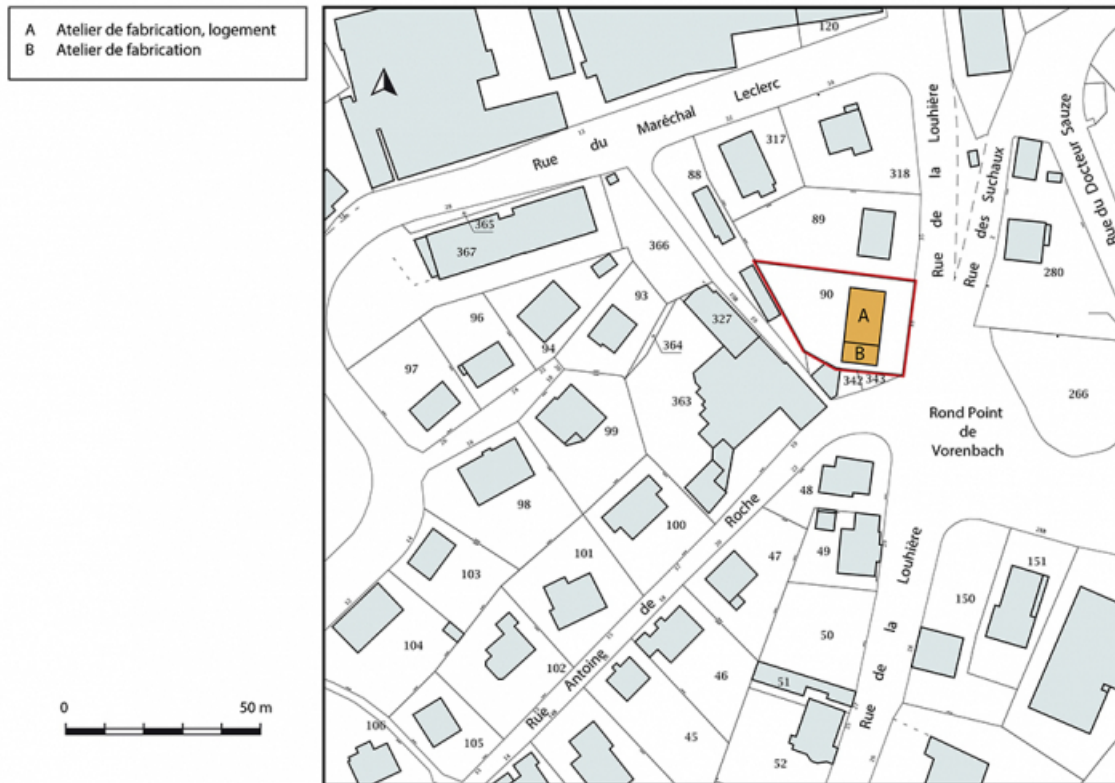 A Atelier de fabrication, logement
B Atelier de fabrication
0 50 m
120
Rue du Maréchal Leclerc
317
318
88
89
Rue de la Louhière
Rue des Suchaux
Rue du Docteur Sauze
280
365
367
366
93
327
90
A
B
342 343
96
94
364
97
363
99
266
Rond Point
de
Vorenbach
98
100
48
47
49
103
101
50
151
150
104
102
Rue Antoine de Roche
46
51
Rue de la Louhière
106
105
45
52